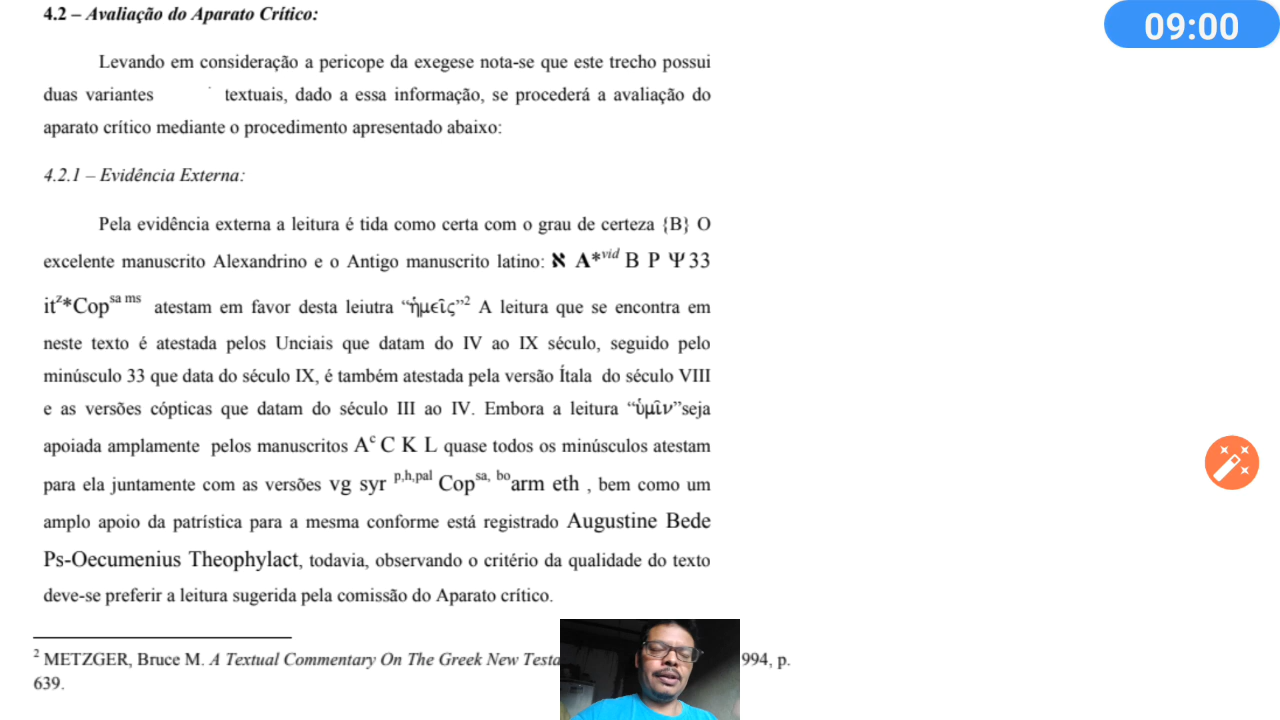 4.2 – Avaliação do Aparato Crítico:
09:00
Levando em consideração a pericope da exegese nota-se que este trecho possui
duas variantes textuais, dado a essa informação, se procederá a avaliação do
aparato crítico mediante o procedimento apresentado abaixo:
4.2.1 – Evidência Externa:
Pela evidência externa a leitura é tida como certa com o grau de certeza {B} O
excelente manuscrito Alexandrino e o Antigo manuscrito latino: א A*vid B P Ψ 33
itz*Copsa ms atestam em favor desta leiutra “ἡμεῖς”2 A leitura que se encontra em
neste texto é atestada pelos Unciais que datam do IV ao IX século, seguido pelo
minúsculo 33 que data do século IX, é também atestada pela versão Ítala do século VIII
e as versões cópticas que datam do século III ao IV. Embora a leitura “ὑμῖν”seja
apoiada amplamente pelos manuscritos Ac C K L quase todos os minúsculos atestam
para ela juntamente com as versões vg syr p,h,pal Copsa, bo arm eth , bem como um
amplo apoio da patrística para a mesma conforme está registrado Augustine Bede
Ps-Oecumenius Theophylact, todavia, observando o critério da qualidade do texto
deve-se preferir a leitura sugerida pela comissão do Aparato crítico.
2 METZGER, Bruce M. A Textual Commentary On The Greek New 994, p.
639.